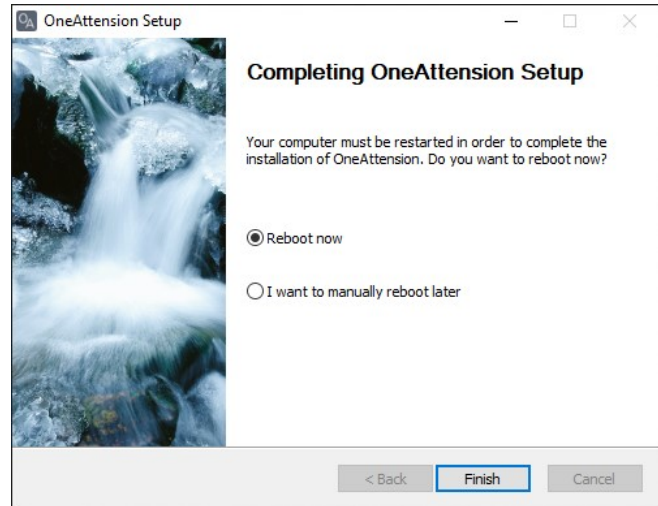 OA OneAttension Setup
Completing OneAttension Setup
Your computer must be restarted in order to complete the
installation of OneAttension. Do you want to reboot now?
Reboot now
I want to manually reboot later
< Back Finish Cancel